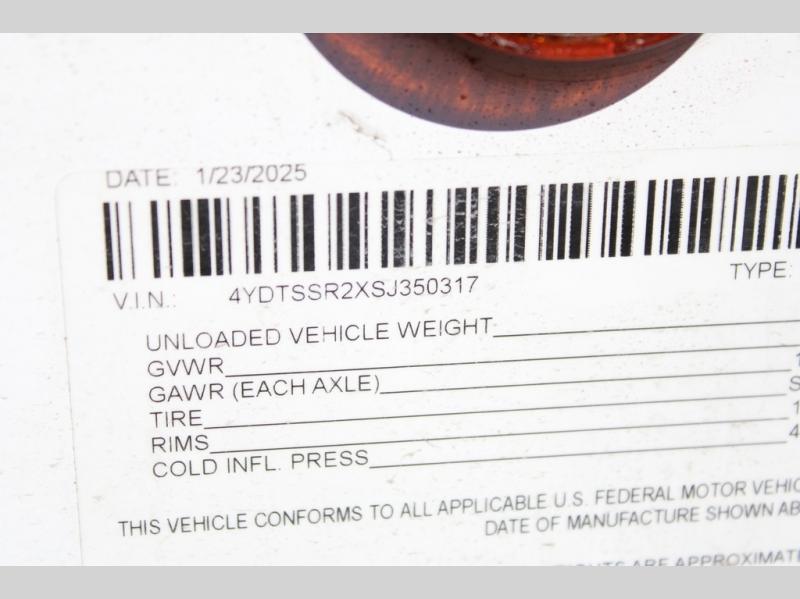 DATE: 1/23/2025
V.I.N.: 4YDTSSR2XSJ350317 TYPE:
UNLOADED VEHICLE WEIGHT
GVWR
GAWR (EACH AXLE)
TIRE
RIMS
COLD INFL. PRESS
THIS VEHICLE CONFORMS TO ALL APPLICABLE U.S. FEDERAL MOTOR
DATE OF MANUFACTURE SHOWN
ARE